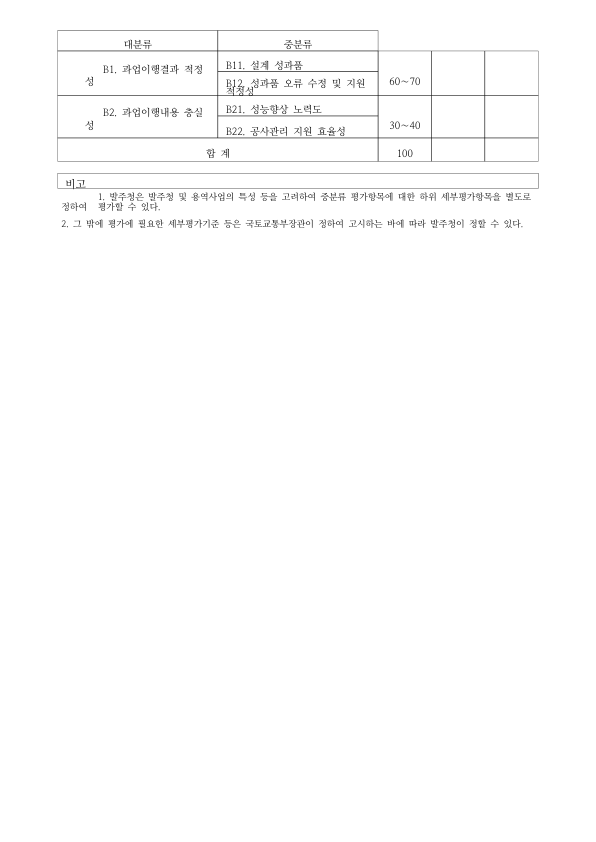 대분류 중분류
B1. 과업이행결과 적정성
B11. 설계 성과품
B12. 성과품 오류 수정 및 지원 적정성
60～70
B2. 과업이행내용 충실성
B21. 성능향상 노력도
B22. 공사관리 지원 효율성
30～40
합 계 100
비고
1. 발주청은 발주청 및 용역사업의 특성 등을 고려하여 중분류 평가항목에 대한 하위 세부평가항목을 별도로
정하여 평가할 수 있다.
2. 그 밖에 평가에 필요한 세부평가기준 등은 국토교통부장관이 정하여 고시하는 바에 따라 발주청이 정할 수 있다.